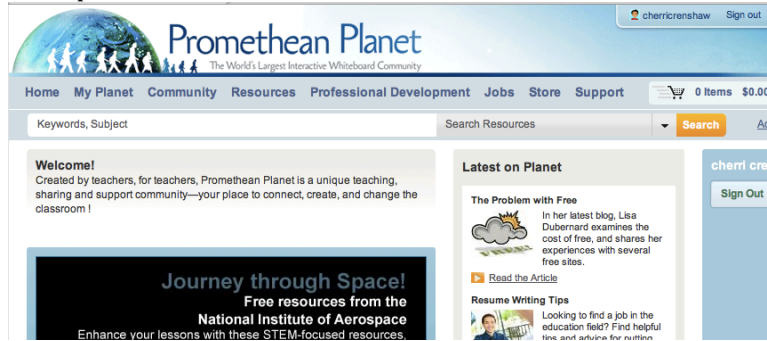 cherricrenshaw Sign out
Promethean Planet
The World's Largest Interactive Whiteboard Community
Home My Planet Community Resources Professional Development Jobs Store Support 0 Items $0.00
Keywords, Subject Search Resources Search
Welcome!
Created by teachers, for teachers, Promethean Planet is a unique teaching,
sharing and support community—your place to connect, create, and change the
classroom !
Journey through Space!
Free resources from the
National Institute of Aerospace
Enhance your lessons with these STEM-focused resources,
Latest on Planet
The Problem with Free
In her latest blog, Lisa
Dubernard examines the
cost of free, and shares her
experiences with several
free sites.
FREE!
Read the Article
Resume Writing Tips
Looking to find a job in the
education field? Find helpful
tips and advice for putting
cherri cre
Sign Out